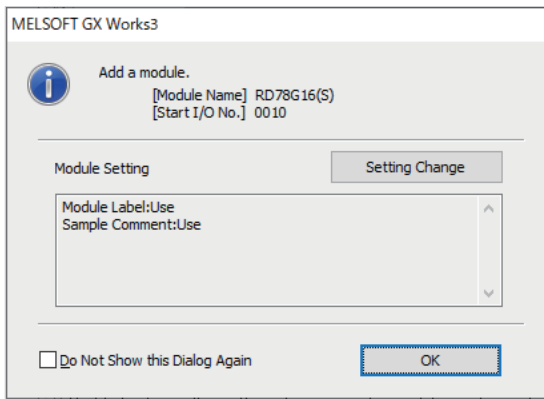 MELSOFT GX Works3
Add a module.
[Module Name] RD78G16(S)
[Start I/O No.] 0010
Module Setting
Setting Change
Module Label:Use
Sample Comment:Use
Do Not Show this Dialog Again
OK